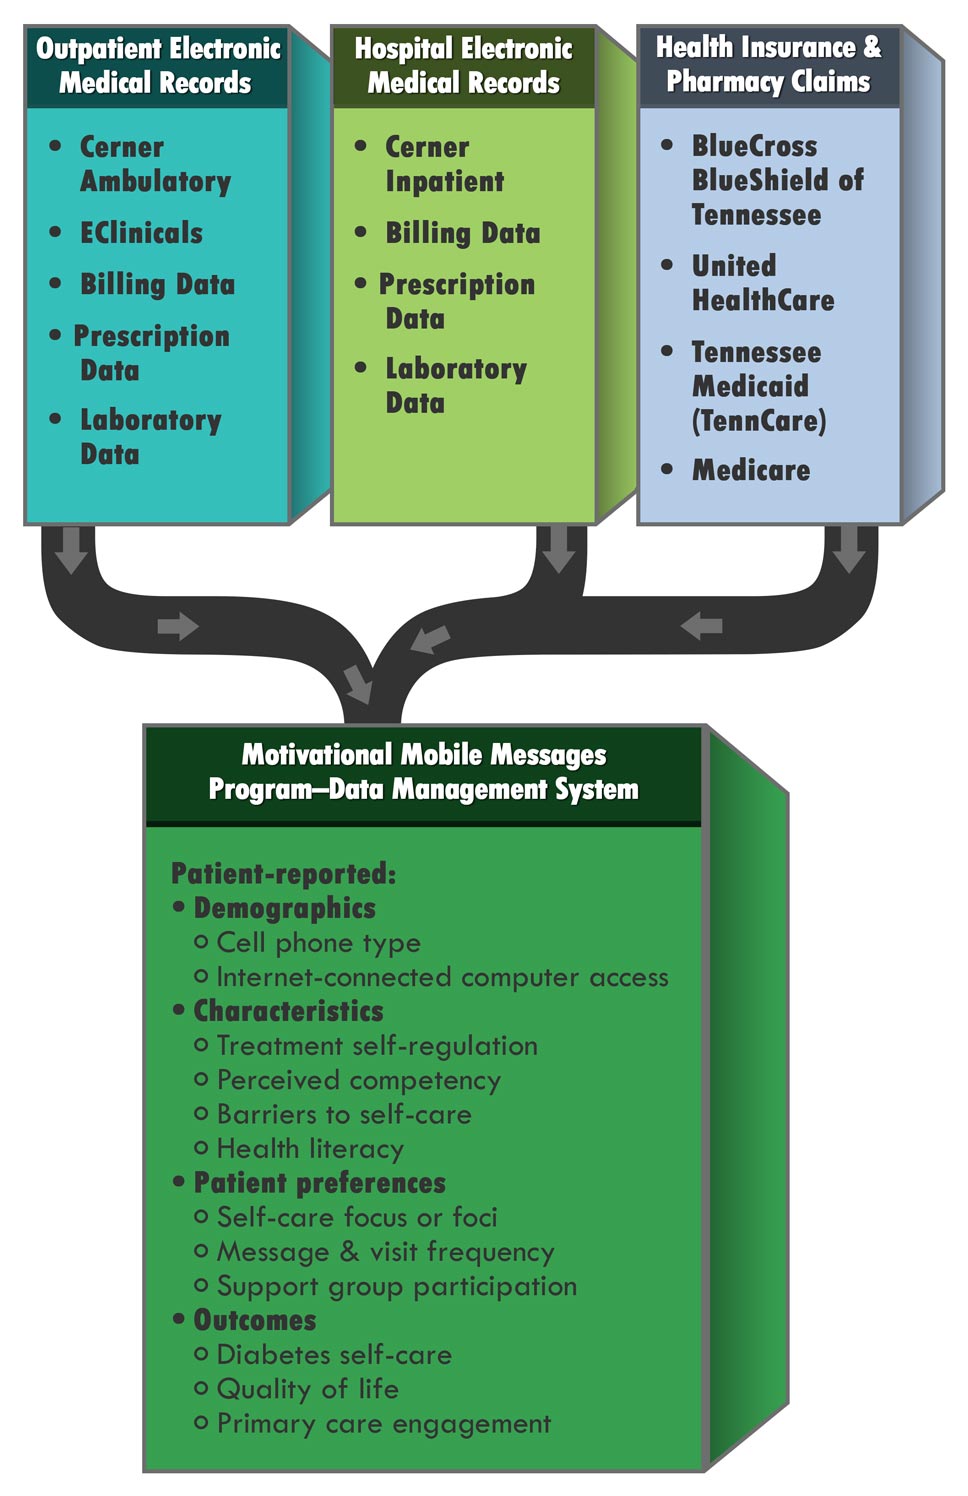 Outpatient Electronic
Medical Records
• Cerner
Ambulatory
• EClinicals
• Billing Data
• Prescription
Data
• Laboratory
Data
Hospital Electronic
Medical Records
• Cerner
Inpatient
• Billing Data
• Prescription
Data
• Laboratory
Data
Health Insurance &
Pharmacy Claims
• BlueCross
BlueShield of
Tennessee
• United
HealthCare
• Tennessee
Medicaid
(TennCare)
• Medicare
Motivational Mobile Messages
Program–Data Management System
Patient-reported:
• Demographics
○ Cell phone type
○ Internet-connected computer access
• Characteristics
○ Treatment self-regulation
○ Perceived competency
○ Barriers to self-care
○ Health literacy
• Patient preferences
○ Self-care focus or foci
○ Message & visit frequency
○ Support group participation
• Outcomes
○ Diabetes self-care
○ Quality of life
○ Primary care engagement